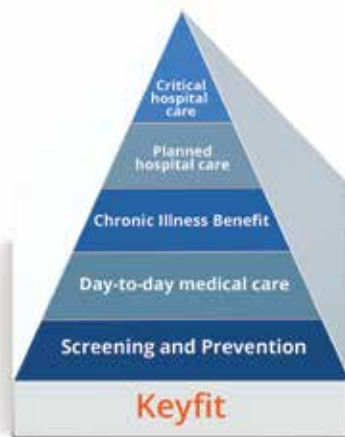 Critical
hospital
care
Planned
hospital care
Chronic Illness Benefit
Day-to-day medical care
Screening and Prevention
Keyfit